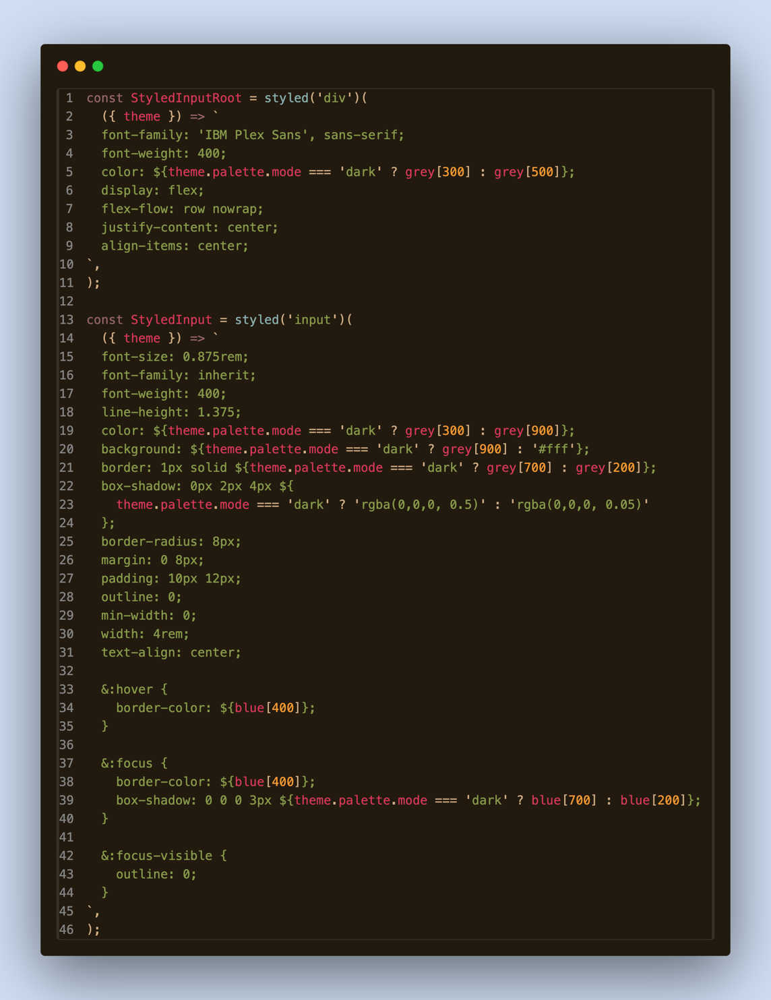 1 const StyledInputRoot = styled('div')(
2   ({ theme }) => `
3   font-family: 'IBM Plex Sans', sans-serif;
4   font-weight: 400;
5   color: ${theme.palette.mode === 'dark' ? grey[300] : grey[500]};
6   display: flex;
7   flex-flow: row nowrap;
8   justify-content: center;
9   align-items: center;
10 `,
11 );
12
13 const StyledInput = styled('input')(
14   ({ theme }) => `
15   font-size: 0.875rem;
16   font-family: inherit;
17   font-weight: 400;
18   line-height: 1.375;
19   color: ${theme.palette.mode === 'dark' ? grey[300] : grey[900]};
20   background: ${theme.palette.mode === 'dark' ? grey[900] : '#fff'};
21   border: 1px solid ${theme.palette.mode === 'dark' ? grey[700] : grey[200]};
22   box-shadow: 0px 2px 4px ${
23     theme.palette.mode === 'dark' ? 'rgba(0,0,0, 0.5)' : 'rgba(0,0,0, 0.05)'
24   };
25   border-radius: 8px;
26   margin: 0 8px;
27   padding: 10px 12px;
28   outline: 0;
29   min-width: 0;
30   width: 4rem;
31   text-align: center;
32
33   &:hover {
34     border-color: ${blue[400]};
35   }
36
37   &:focus {
38     border-color: ${blue[400]};
39     box-shadow: 0 0 0 3px ${theme.palette.mode === 'dark' ? blue[700] : blue[200]};
40   }
41
42   &:focus-visible {
43     outline: 0;
44   }
45 `,
46 );